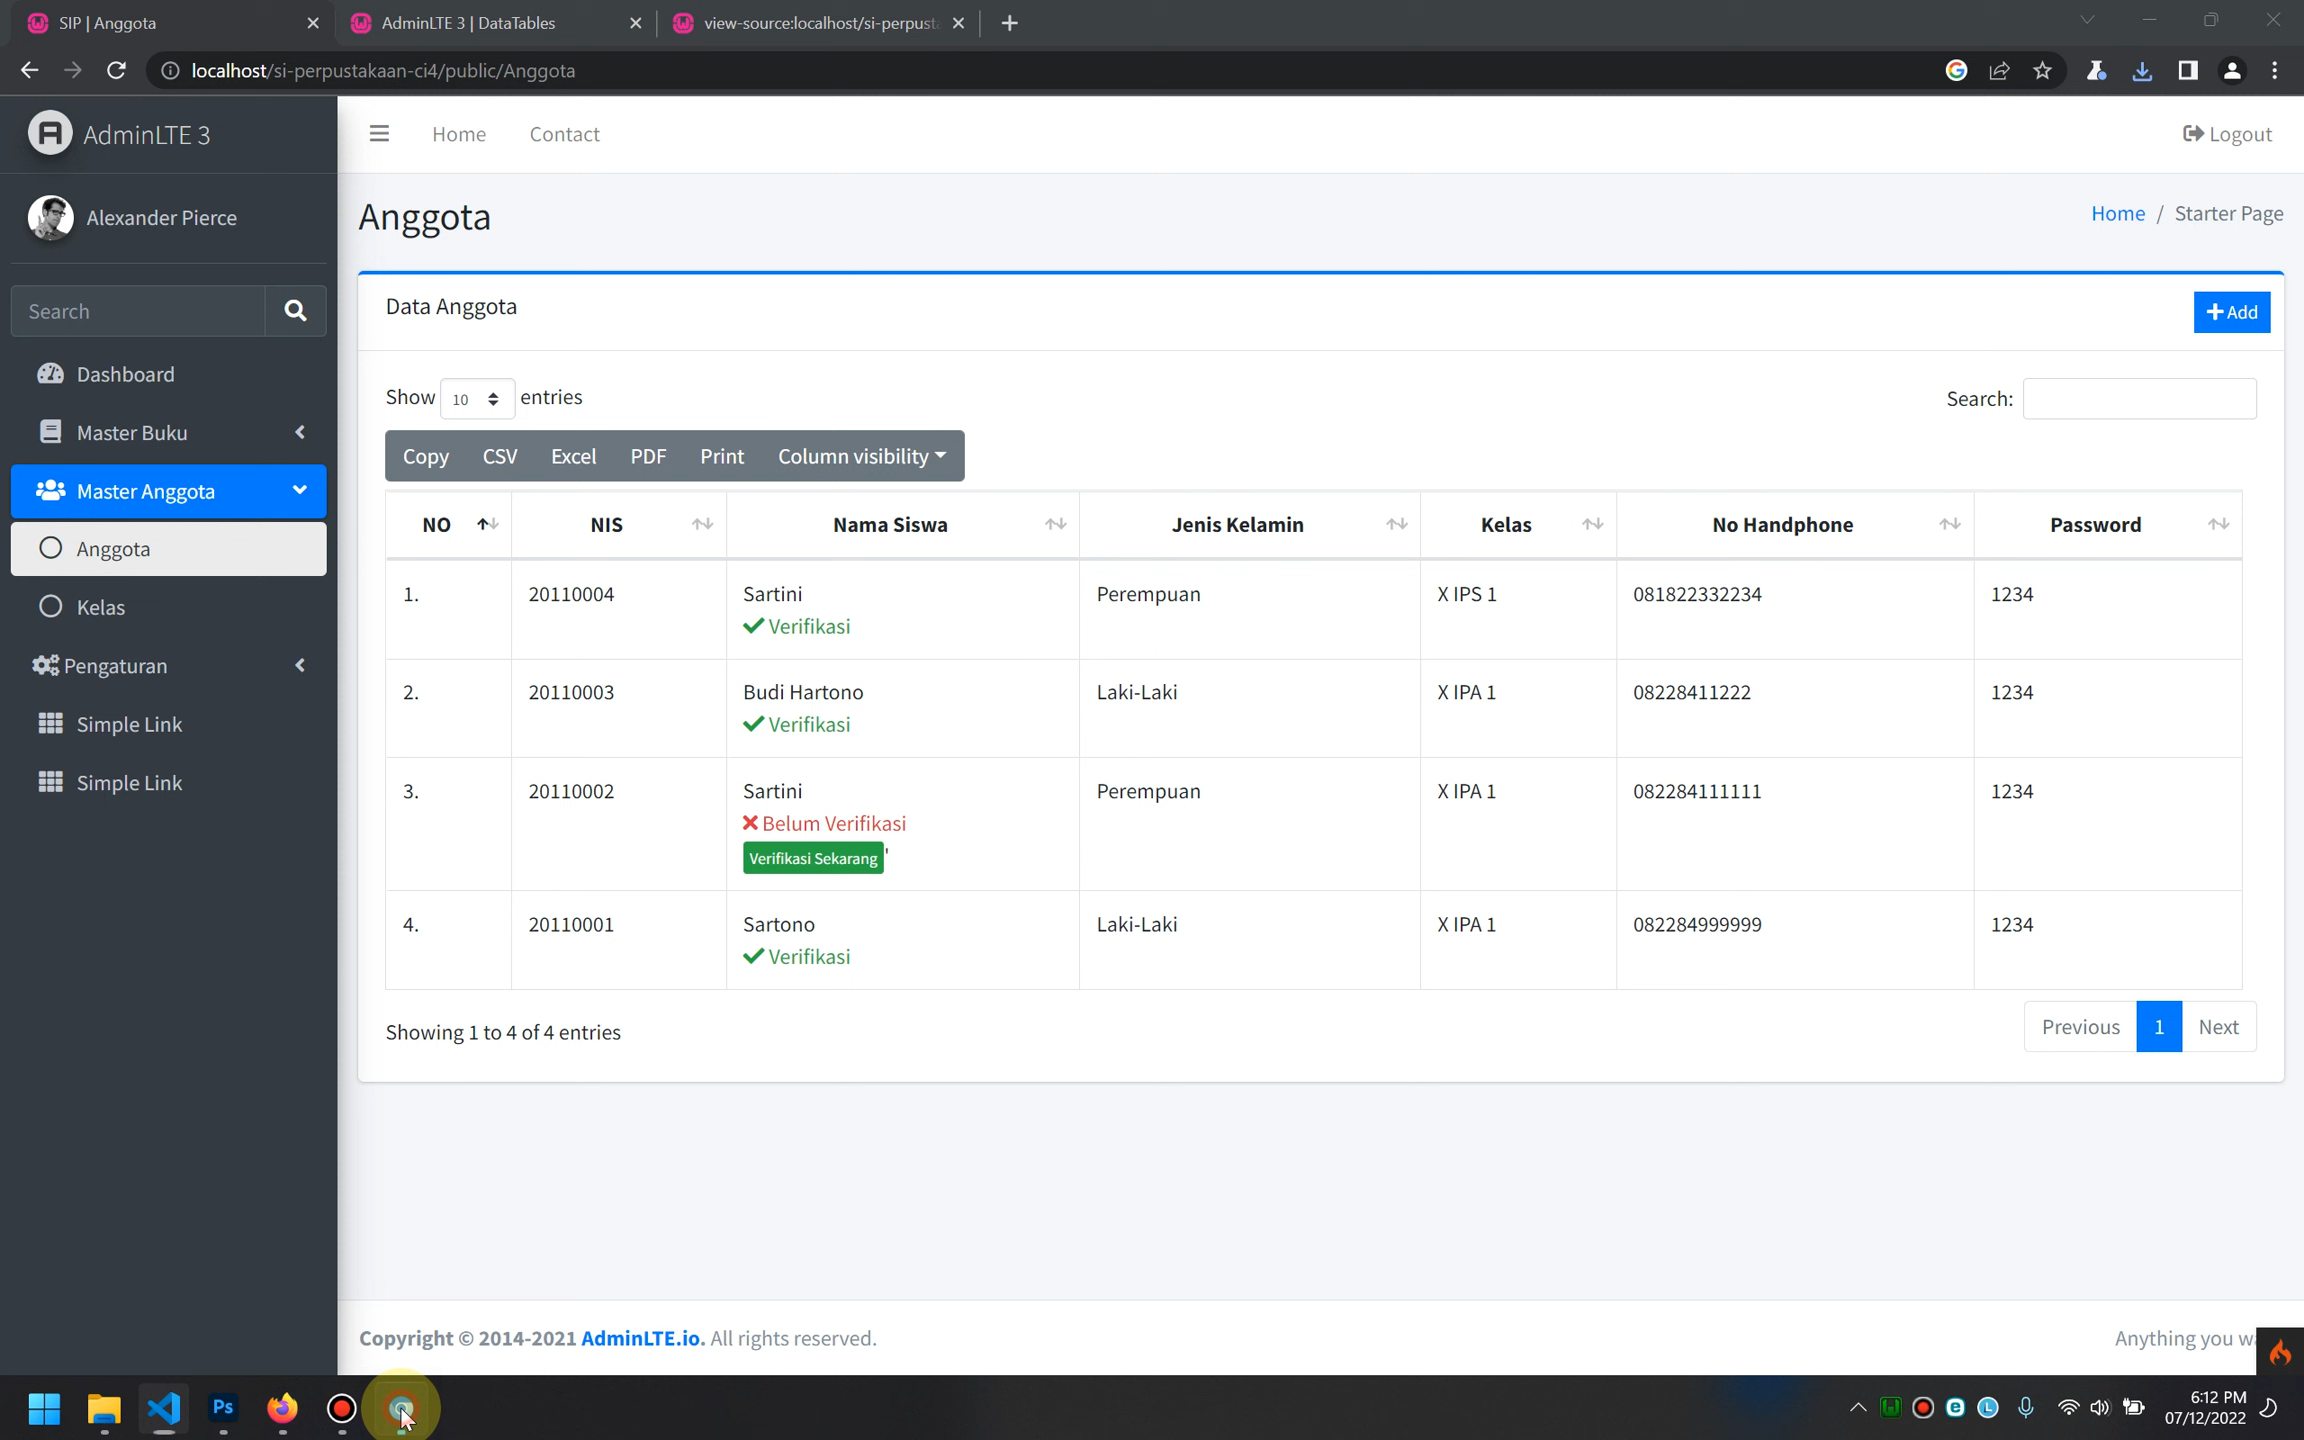 SIP | Anggota
AdminLTE 3 | DataTables
view-source:localhost/si-perpust
localhost/si-perpustakaan-ci4/public/Anggota
AdminLTE 3
Home
Contact
Logout
Alexander Pierce
Anggota
Home / Starter Page
Search
Data Anggota
Add
Dashboard
Show 10 entries
Search:
Master Buku
Copy CSV Excel PDF Print Column visibility
Master Anggota
NO NIS Nama Siswa Jenis Kelamin Kelas No Handphone Password
Anggota
1. 20110004 Sartini Perempuan X IPS 1 081822332234 1234
Verifikasi
Kelas
Pengaturan
2. 20110003 Budi Hartono Laki-Laki X IPA 1 08228411222 1234
Verifikasi
Simple Link
Simple Link
3. 20110002 Sartini Perempuan X IPA 1 082284111111 1234
Belum Verifikasi
Verifikasi Sekarang '
4. 20110001 Sartono Laki-Laki X IPA 1 082284999999 1234
Verifikasi
Showing 1 to 4 of 4 entries
Previous 1 Next
Copyright © 2014-2021 AdminLTE.io. All rights reserved.
Anything you
Ps
6:12 PM
07/12/2022